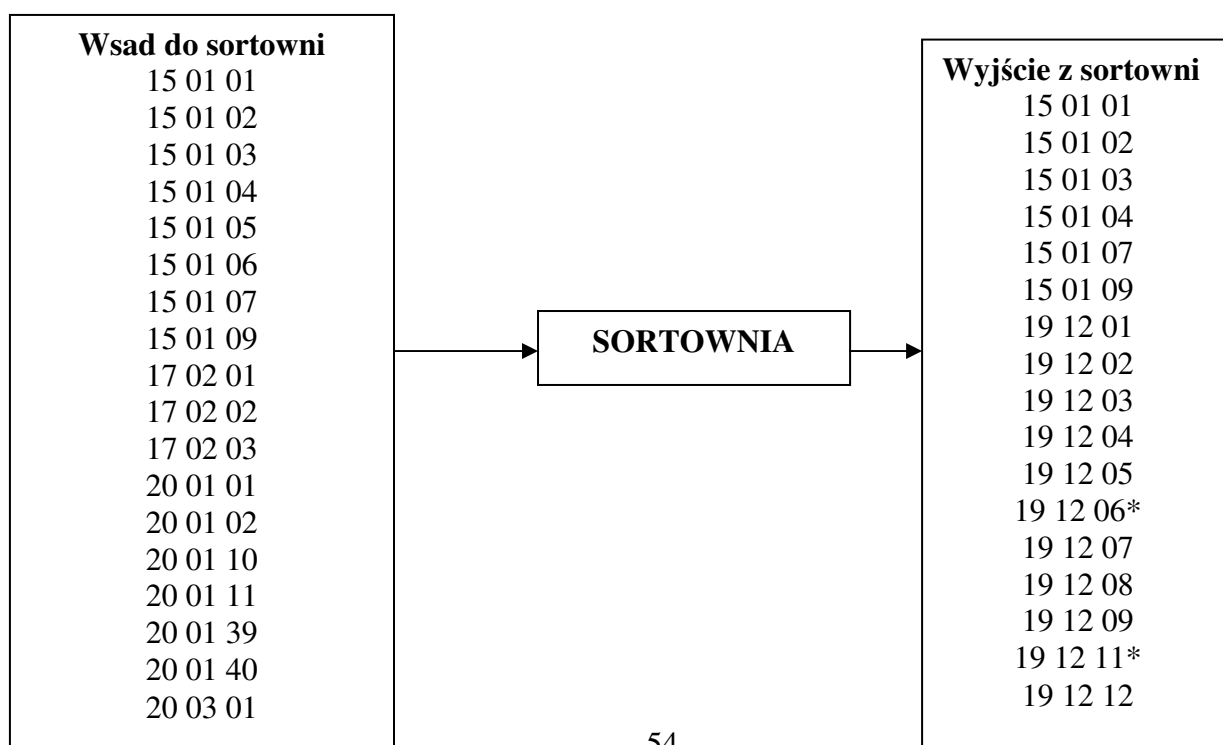 Wsad do sortowni
15 01 01
15 01 02
15 01 03
15 01 04
15 01 05
15 01 06
15 01 07
15 01 09
17 02 01
17 02 02
17 02 03
20 01 01
20 01 02
20 01 10
20 01 11
20 01 39
20 01 40
20 03 01
SORTOWNIA
Wyjście z sortowni
15 01 01
15 01 02
15 01 03
15 01 04
15 01 07
15 01 09
19 12 01
19 12 02
19 12 03
19 12 04
19 12 05
19 12 06*
19 12 07
19 12 08
19 12 09
19 12 11*
19 12 12
54